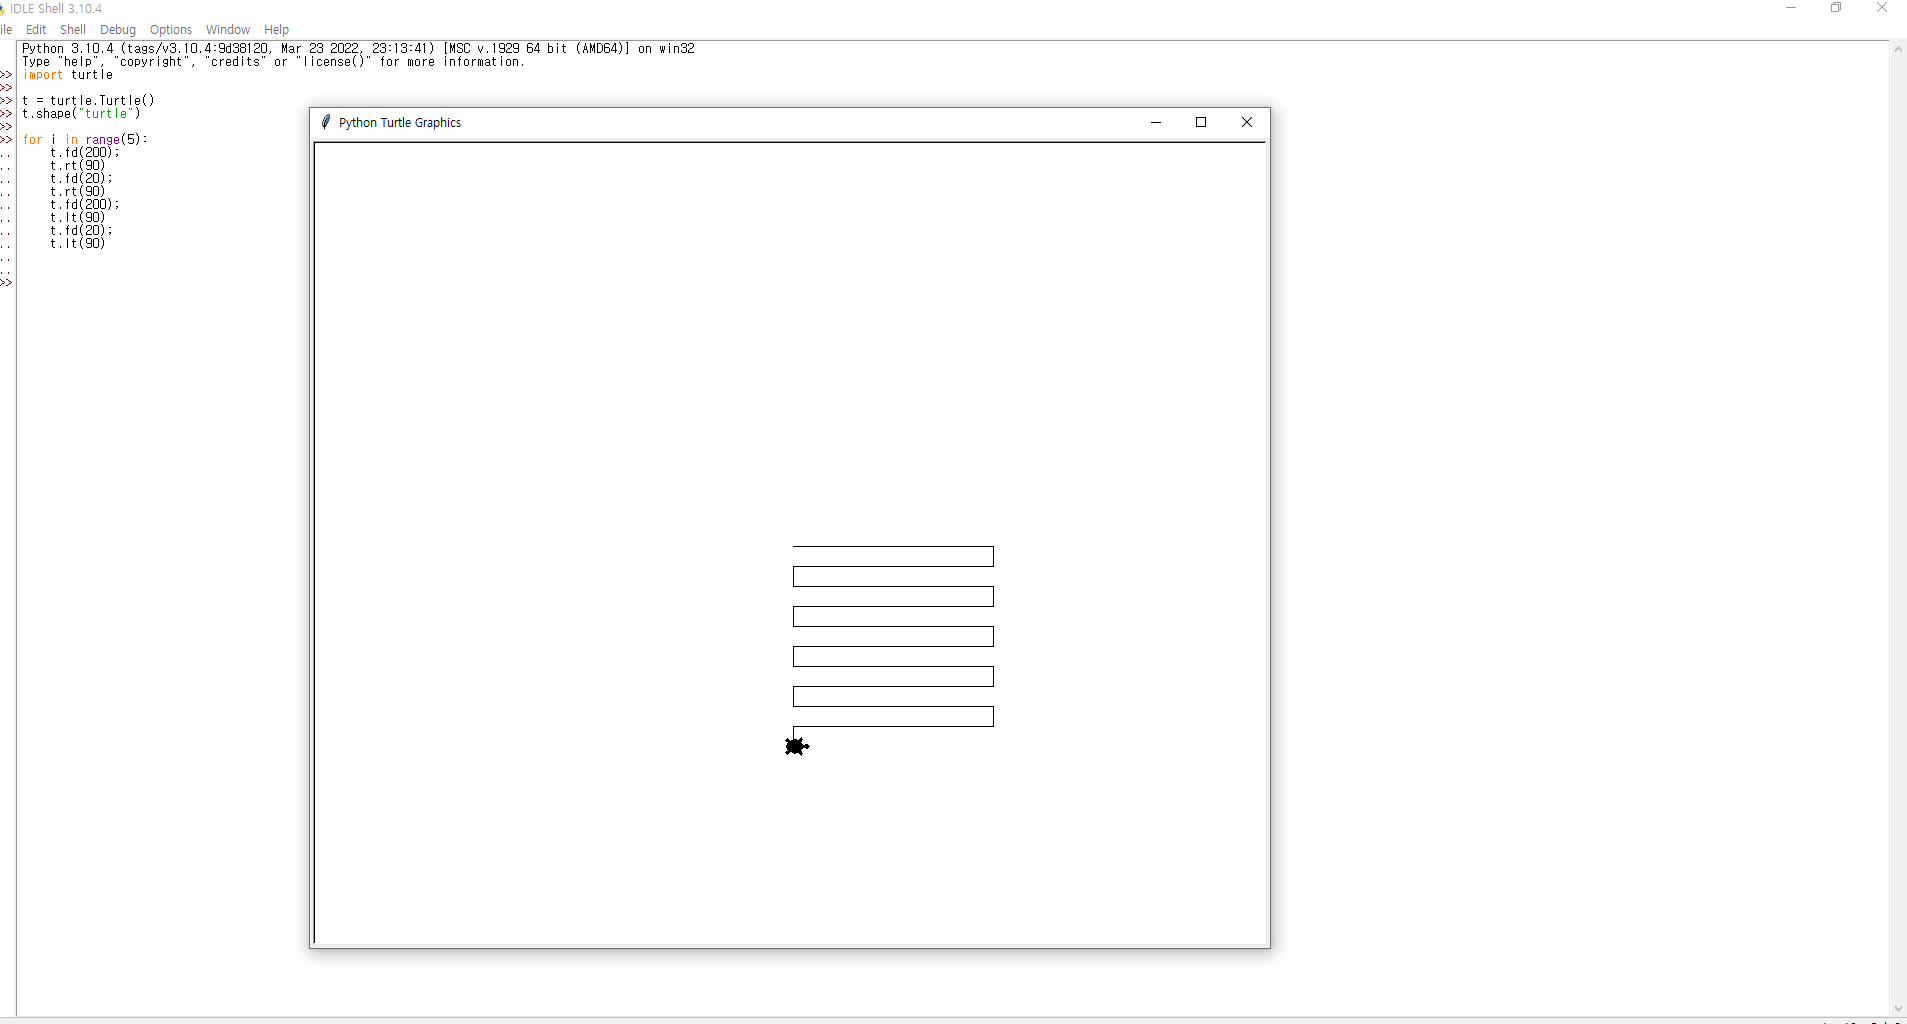 IDLE Shell 3.10.4
ile Edit Shell Debug Options Window Help
Python 3.10.4 (tags/v3.10.4:9d38120, Mar 23 2022, 23:13:41) [MSC v.1929 64 bit (AMD64)] on win32
Type "help", "copyright", "credits" or "license()" for more information.
>> import turtle
>>
>> t = turtle.Turtle()
>> t.shape("turtle")
>>
>> for i in range(5):
..     t.fd(200);
..     t.rt(90)
..     t.fd(20);
..     t.rt(90)
..     t.fd(200);
..     t.lt(90)
..     t.fd(20);
..     t.lt(90)
..
..
>>
Python Turtle Graphics